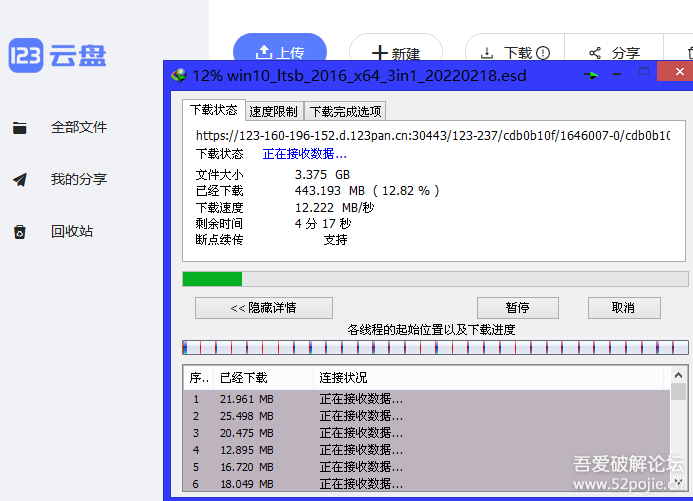 123云盘
上传
新建
下载
分享
全部文件
我的分享
回收站
12% win10_ltsb_2016_x64_3in1_20220218.esd
下载状态 速度限制 下载完成选项
https://123-160-196-152.d.123pan.cn:30443/123-237/cdb0b10f/1646007-0/cdb0b10
下载状态 正在接收数据...
文件大小 3.375 GB
已经下载 443.193 MB ( 12.82 % )
下载速度 12.222 MB/秒
剩余时间 4 分 17 秒
断点续传 支持
<< 隐藏详情 暂停 取消
各线程的起始位置以及下载进度
序.. 已经下载 连接状况
1 21.961 MB 正在接收数据...
2 25.498 MB 正在接收数据...
3 20.475 MB 正在接收数据...
4 12.895 MB 正在接收数据...
5 16.720 MB 正在接收数据...
6 18.049 MB 正在接收数据...
吾爱破解论坛
www.52pojie.cn